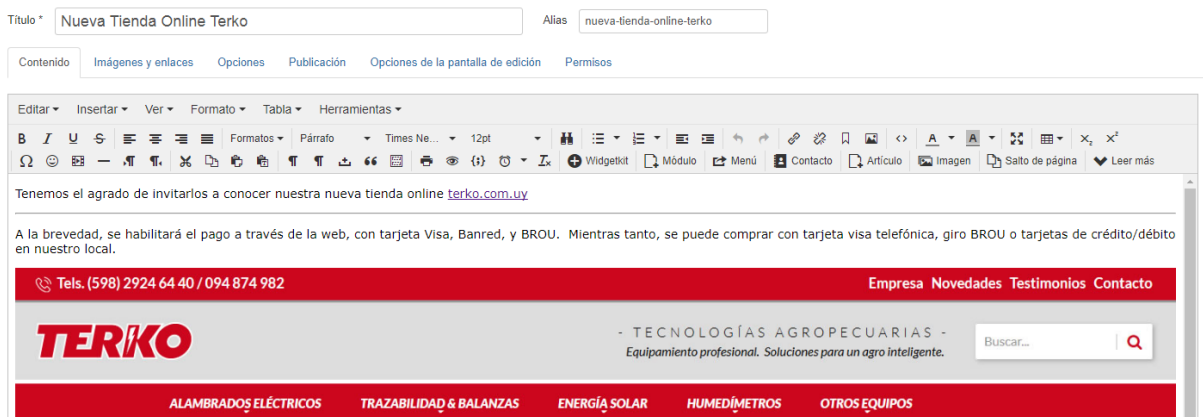 Título * Nueva Tienda Online Terko Alias nueva-tienda-online-terko
Contenido Imágenes y enlaces Opciones Publicación Opciones de la pantalla de edición Permisos
Editar Insertar Ver Formato Tabla Herramientas
B I U S Formatos Párrafo Times Ne... 12pt A A X₂ X²
Ω ¶ ¶ Tx Widgetkit Módulo Menú Contacto Artículo Imagen Salto de página Leer más
Tenemos el agrado de invitarlos a conocer nuestra nueva tienda online terko.com.uy
A la brevedad, se habilitará el pago a través de la web, con tarjeta Visa, Banred, y BROU. Mientras tanto, se puede comprar con tarjeta visa telefónica, giro BROU o tarjetas de crédito/débito
en nuestro local.
Tels. (598) 2924 64 40 / 094 874 982 Empresa Novedades Testimonios Contacto
TERKO
- TECNOLOGÍAS AGROPECUARIAS -
Equipamiento profesional. Soluciones para un agro inteligente.
Buscar...
ALAMBRADOS ELÉCTRICOS TRAZABILIDAD & BALANZAS ENERGÍA SOLAR HUMEDÍMETROS OTROS EQUIPOS